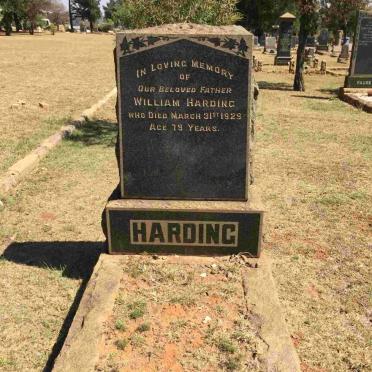 In Loving Memory
of
Our Beloved Father
William Harding
who Died March 31st 1929
Age 79 Years.
HARDING